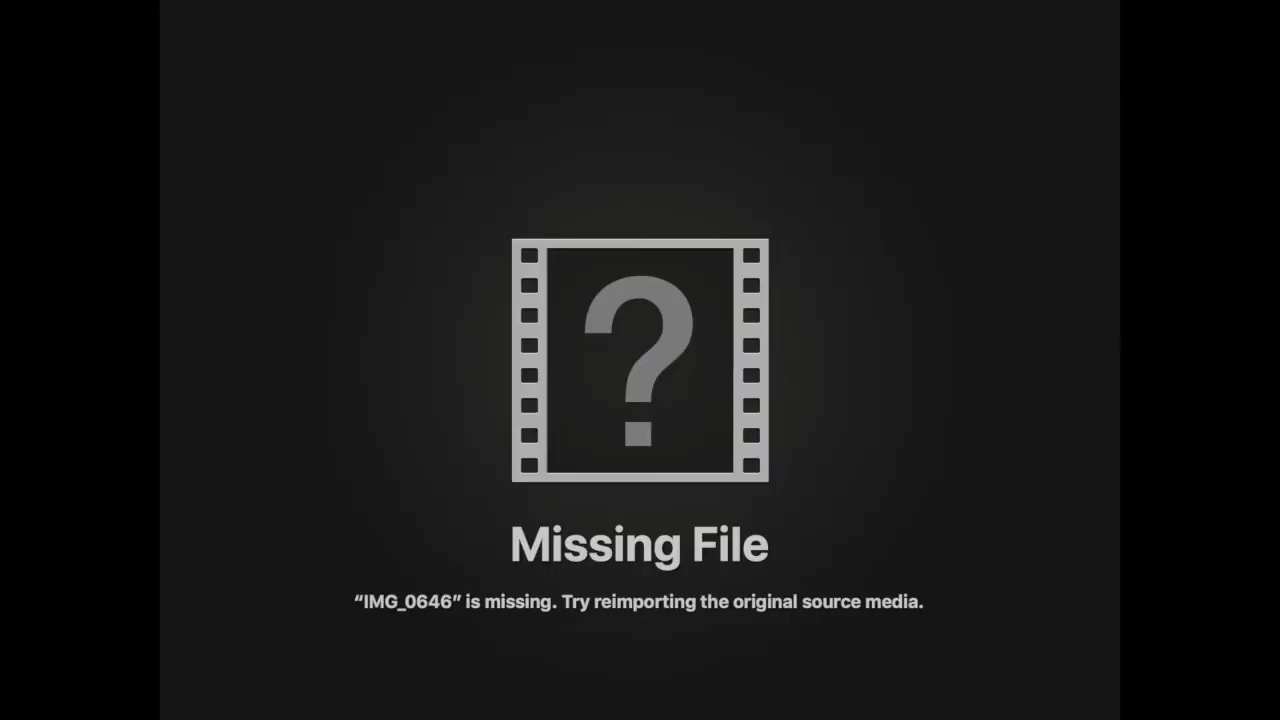 ?
Missing File
“IMG_0646” is missing. Try reimporting the original source media.